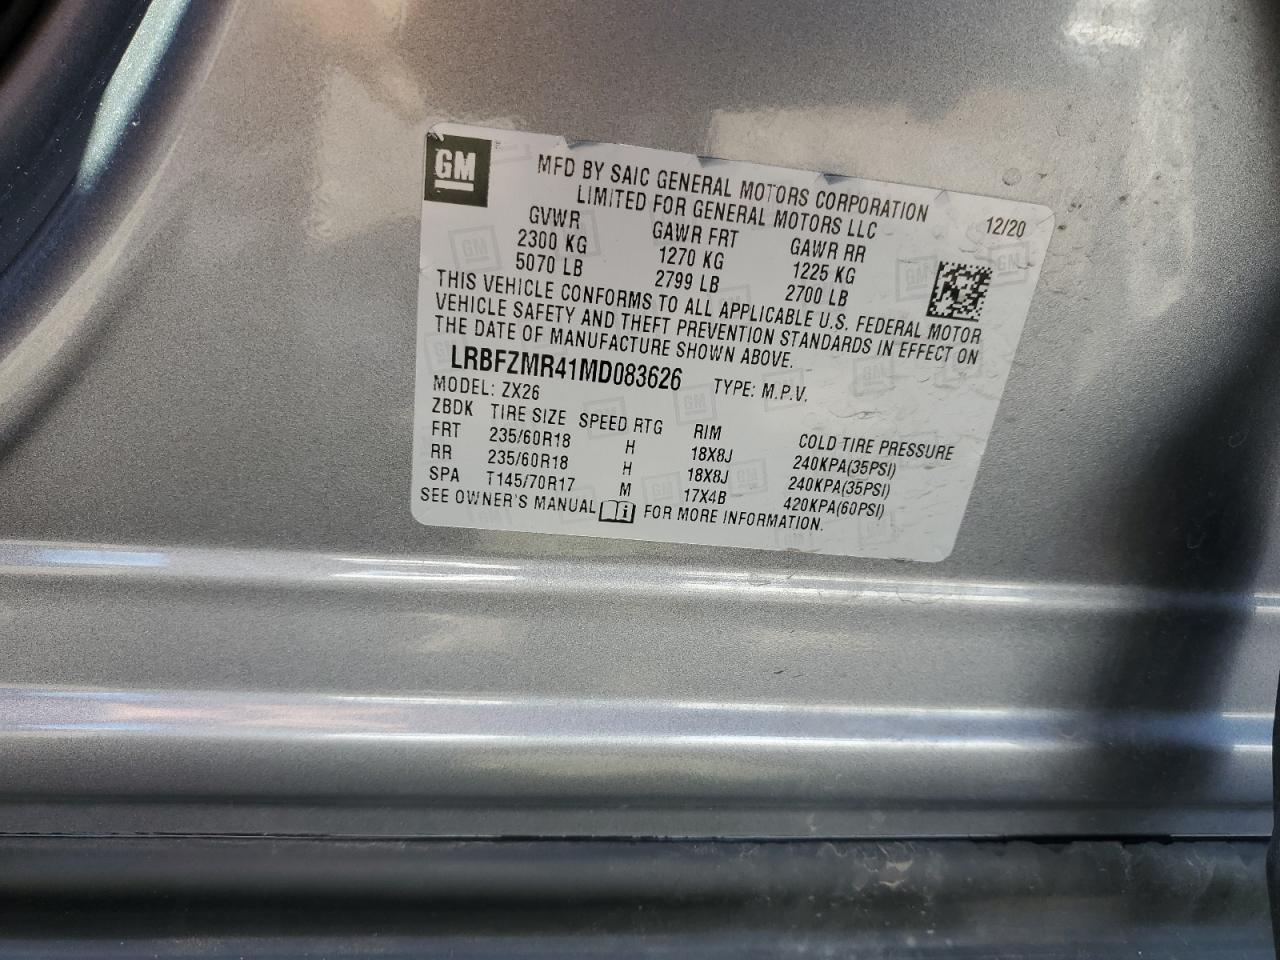 GM
MFD BY SAIC GENERAL MOTORS CORPORATION
LIMITED FOR GENERAL MOTORS LLC
12/20
GVWR GAWR FRT GAWR RR
2300 KG 1270 KG 1225 KG
5070 LB 2799 LB 2700 LB
THIS VEHICLE CONFORMS TO ALL APPLICABLE U.S. FEDERAL MOTOR
VEHICLE SAFETY AND THEFT PREVENTION STANDARDS IN EFFECT ON
THE DATE OF MANUFACTURE SHOWN ABOVE.
LRBFZMR41MD083626 TYPE: M.P.V.
MODEL: ZX26
ZBDK TIRE SIZE SPEED RTG RIM COLD TIRE PRESSURE
FRT 235/60R18 H 18X8J 240KPA(35PSI)
RR 235/60R18 H 18X8J 240KPA(35PSI)
SPA T145/70R17 M 17X4B 420KPA(60PSI)
SEE OWNER'S MANUAL FOR MORE INFORMATION.